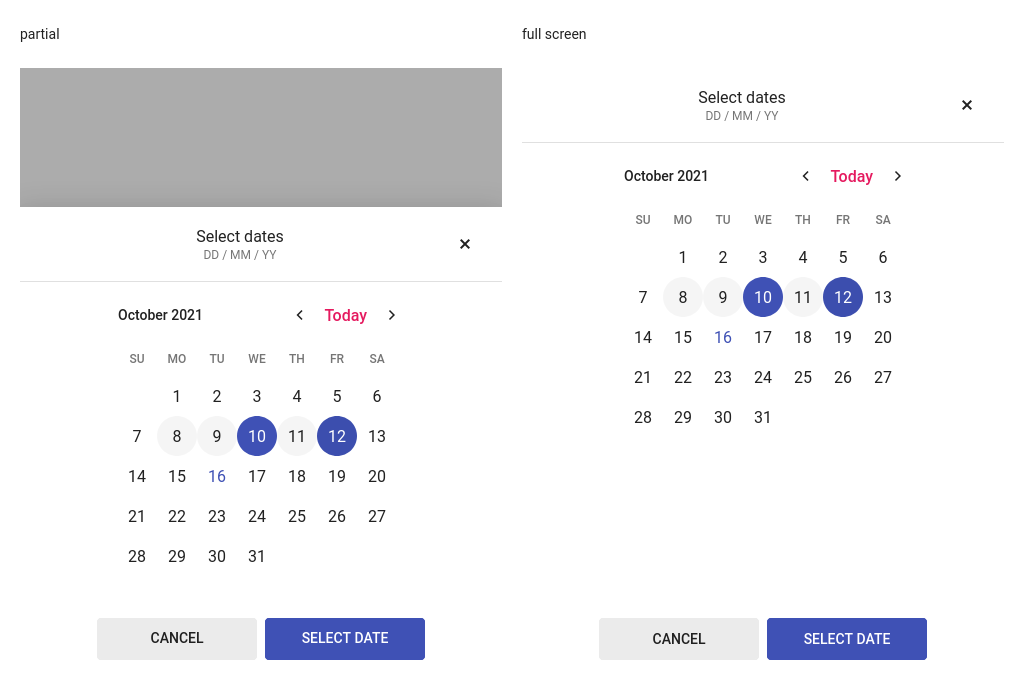 partial
Select dates
DD / MM / YY
October 2021 Today
SU MO TU WE TH FR SA
1 2 3 4 5 6
7 8 9 10 11 12 13
14 15 16 17 18 19 20
21 22 23 24 25 26 27
28 29 30 31
CANCEL SELECT DATE
full screen
Select dates
DD / MM / YY
October 2021 Today
SU MO TU WE TH FR SA
1 2 3 4 5 6
7 8 9 10 11 12 13
14 15 16 17 18 19 20
21 22 23 24 25 26 27
28 29 30 31
CANCEL SELECT DATE